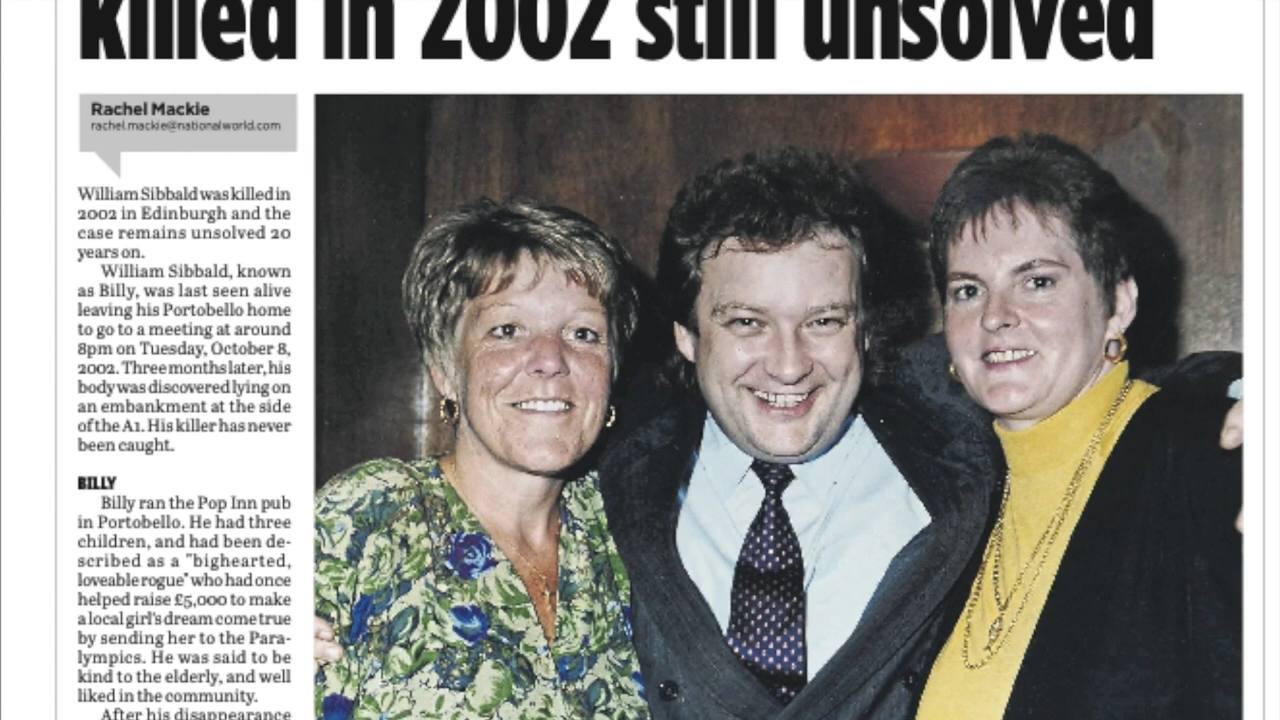 killed in 2002 still unsolved
Rachel Mackie
rachel.mackie@nationalworld.com
William Sibbald was killed in
2002 in Edinburgh and the
case remains unsolved 20
years on.
William Sibbald, known
as Billy, was last seen alive
leaving his Portobello home
to go to a meeting at around
8pm on Tuesday, October 8,
2002. Three months later, his
body was discovered lying on
an embankment at the side
of the A1. His killer has never
been caught.
BILLY
Billy ran the Pop Inn pub
in Portobello. He had three
children, and had been de-
scribed as a "bighearted,
loveable rogue" who had once
helped raise £5,000 to make
a local girl's dream come true
by sending her to the Para-
lympics. He was said to be
kind to the elderly, and well
liked in the community.
After his disappearance